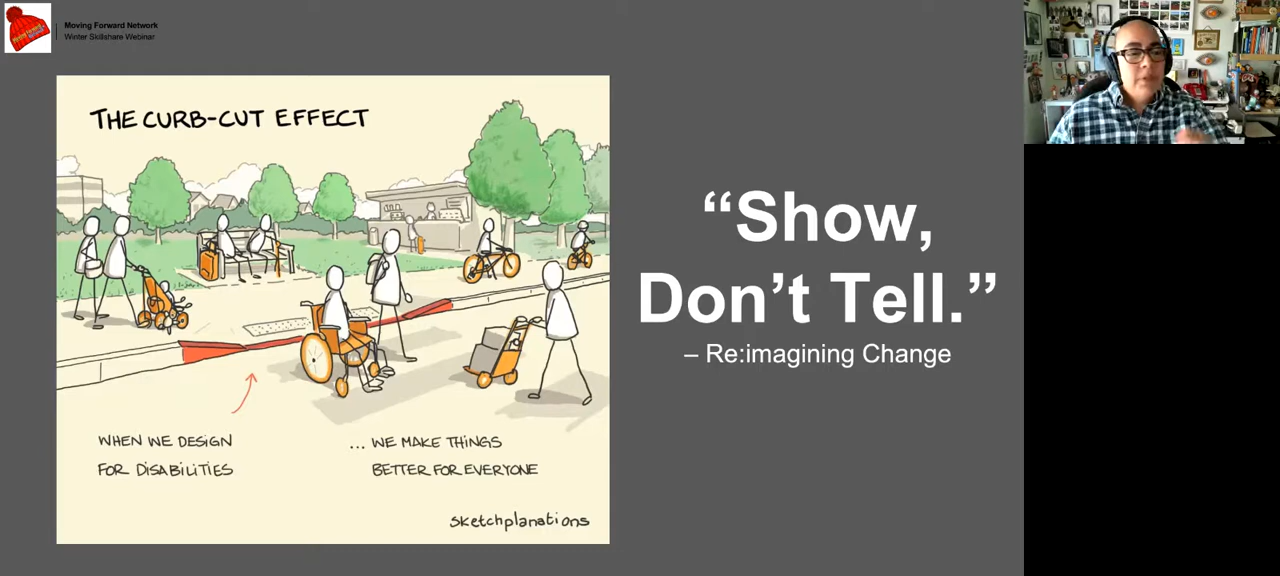 Moving Forward Network
Winter Skillshare Webinar
THE CURB-CUT EFFECT
WHEN WE DESIGN
FOR DISABILITIES
... WE MAKE THINGS
BETTER FOR EVERYONE
sketchplanations
“Show,
Don’t Tell.”
– Re:imagining Change